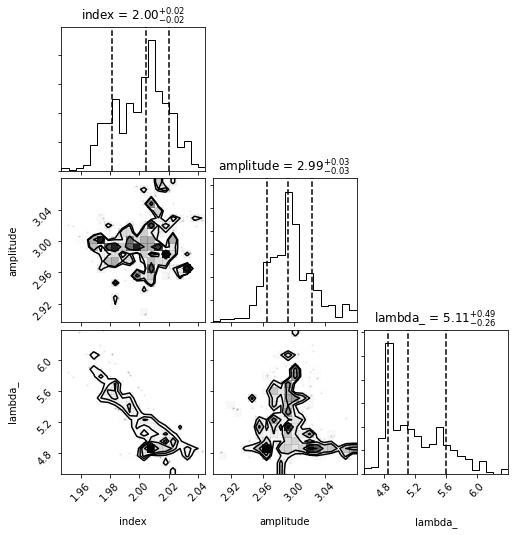 index = 2.00+0.02 −0.02
amplitude
3.04
3.00
2.96
2.92
amplitude = 2.99+0.03 −0.03
lambda_
6.0
5.6
5.2
4.8
lambda_ = 5.11+0.49 −0.26
1.96 1.98 2.00 2.02 2.04
2.92 2.96 3.00 3.04
4.8 5.2 5.6 6.0
index amplitude lambda_